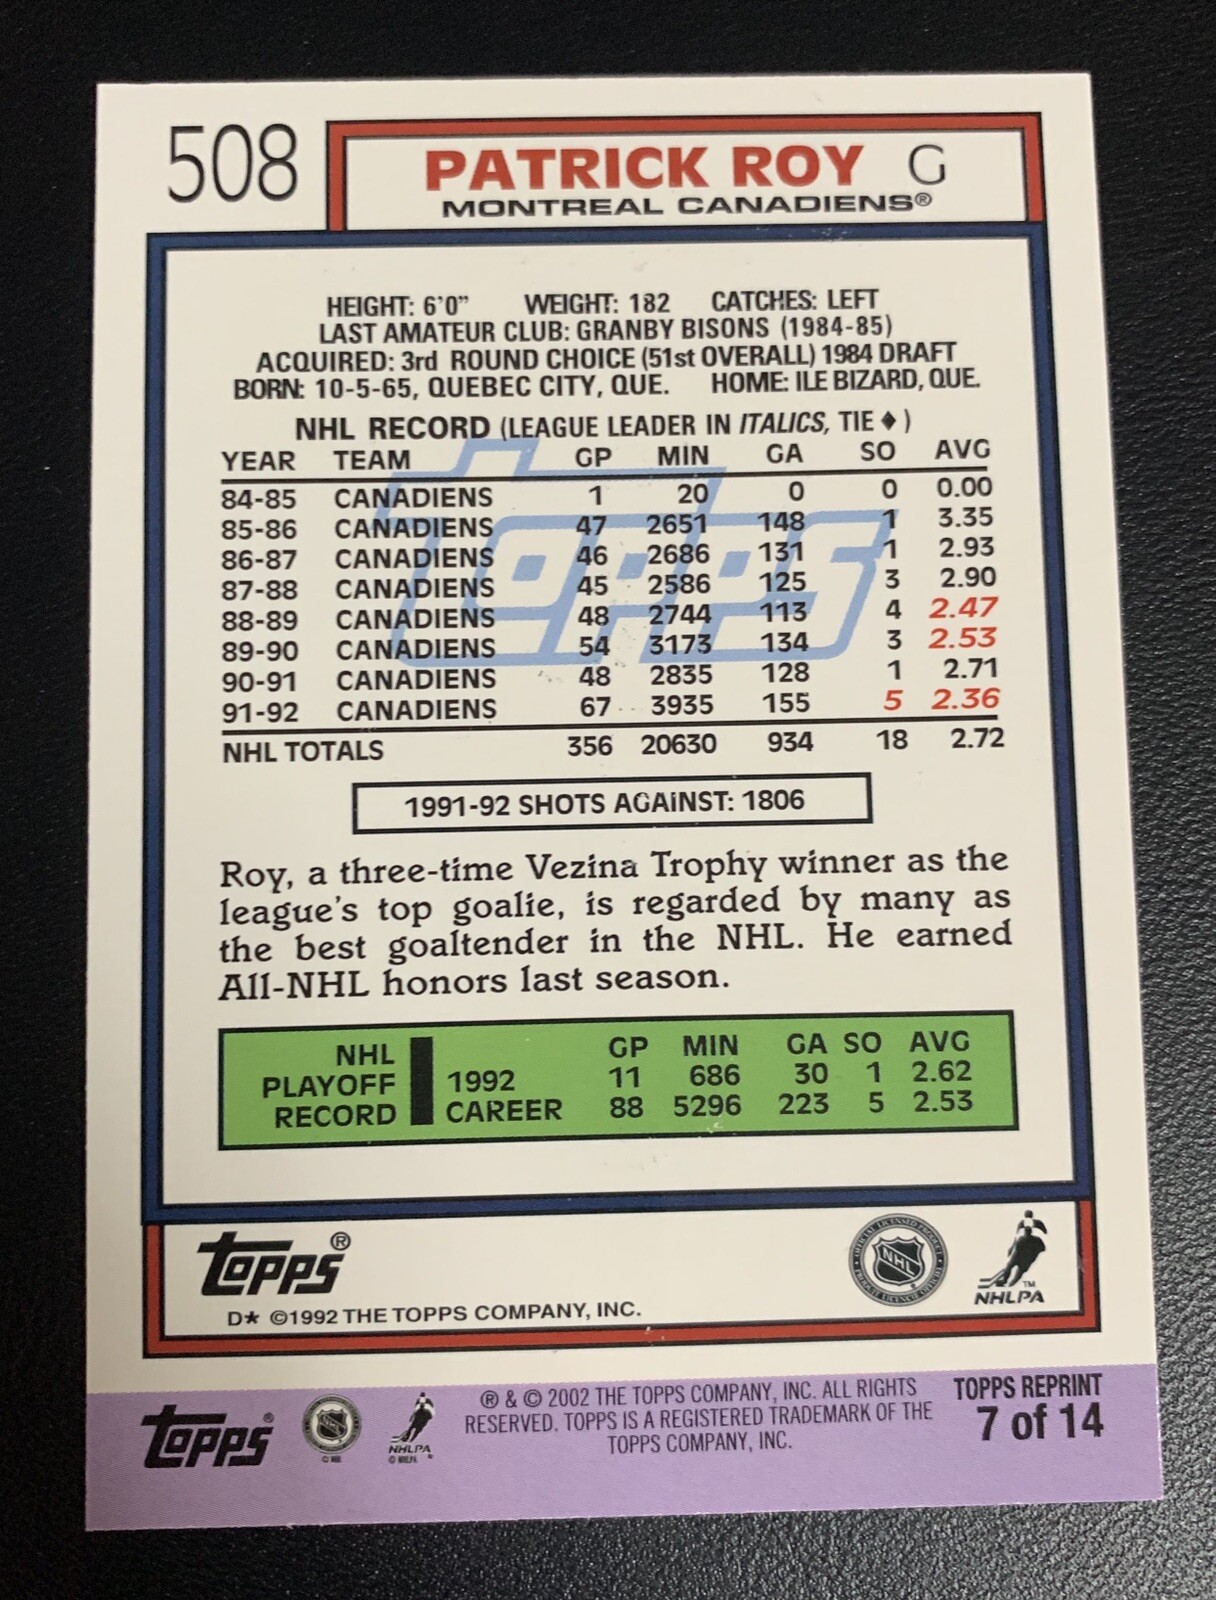 508
PATRICK ROY G
MONTREAL CANADIENS®
HEIGHT: 6'0" WEIGHT: 182 CATCHES: LEFT
LAST AMATEUR CLUB: GRANBY BISONS (1984-85)
ACQUIRED: 3rd ROUND CHOICE (51st OVERALL) 1984 DRAFT
BORN: 10-5-65, QUEBEC CITY, QUE. HOME: ILE BIZARD, QUE.
NHL RECORD (LEAGUE LEADER IN ITALICS, TIE ♦)
YEAR TEAM GP MIN GA SO AVG
84-85 CANADIENS 1 20 0 0 0.00
85-86 CANADIENS 47 2651 148 1 3.35
86-87 CANADIENS 46 2686 131 1 2.93
87-88 CANADIENS 45 2586 125 3 2.90
88-89 CANADIENS 48 2744 113 4 2.47
89-90 CANADIENS 54 3173 134 3 2.53
90-91 CANADIENS 48 2835 128 1 2.71
91-92 CANADIENS 67 3935 155 5 2.36
NHL TOTALS 356 20630 934 18 2.72
topps
1991-92 SHOTS AGAINST: 1806
Roy, a three-time Vezina Trophy winner as the
league's top goalie, is regarded by many as
the best goaltender in the NHL. He earned
All-NHL honors last season.
NHL PLAYOFF RECORD
GP MIN GA SO AVG
1992 11 686 30 1 2.62
CAREER 88 5296 223 5 2.53
topps®
D* ©1992 THE TOPPS COMPANY, INC.
OFFICIAL LICENSED PRODUCT
NHL
TM
NHLPA
topps®
NHL
NHLPA
® & © 2002 THE TOPPS COMPANY, INC. ALL RIGHTS
RESERVED. TOPPS IS A REGISTERED TRADEMARK OF THE
TOPPS COMPANY, INC.
TOPPS REPRINT
7 of 14